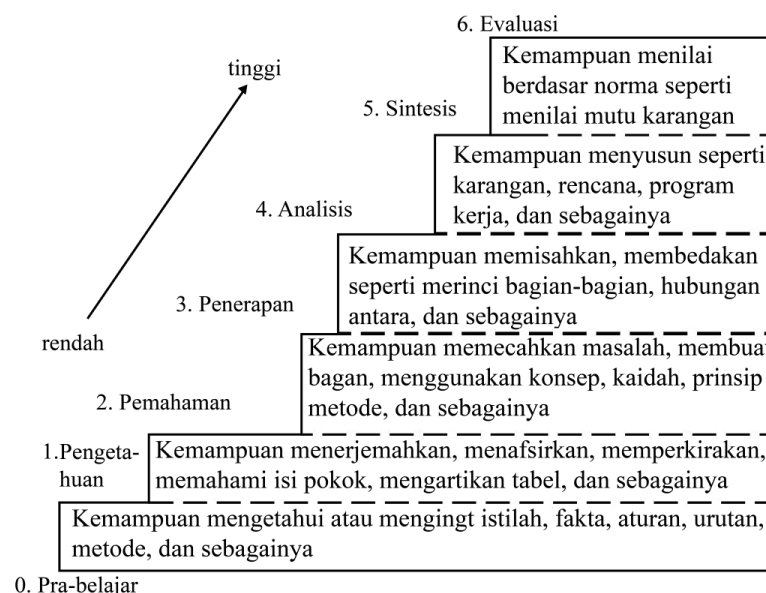 6. Evaluasi
Kemampuan menilai
berdasar norma seperti
menilai mutu karangan
tinggi
5. Sintesis
Kemampuan menyusun seperti
karangan, rencana, program
kerja, dan sebagainya
4. Analisis
Kemampuan memisahkan, membedakan
seperti merinci bagian-bagian, hubungan
antara, dan sebagainya
3. Penerapan
rendah
Kemampuan memecahkan masalah, membuat
bagan, menggunakan konsep, kaidah, prinsip
metode, dan sebagainya
2. Pemahaman
1.Pengeta-
huan
Kemampuan menerjemahkan, menafsirkan, memperkirakan,
memahami isi pokok, mengartikan tabel, dan sebagainya
Kemampuan mengetahui atau mengingt istilah, fakta, aturan, urutan,
metode, dan sebagainya
0. Pra-belajar